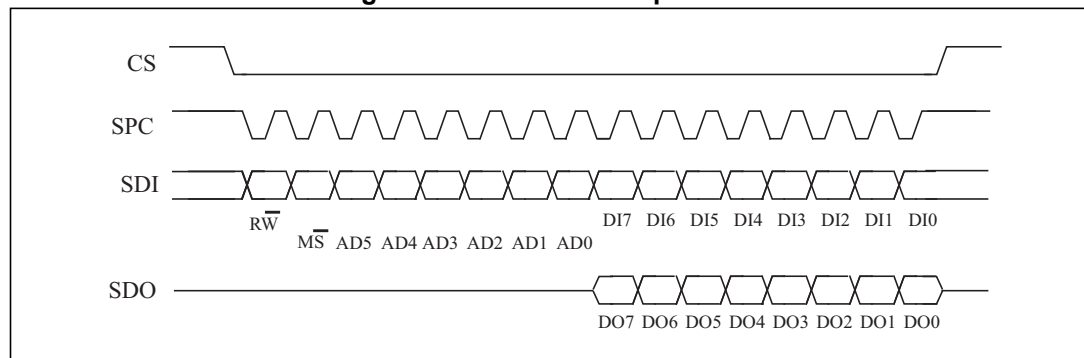 CS
SPC
SDI
RW̅
DI7 DI6 DI5 DI4 DI3 DI2 DI1 DI0
MS̅ AD5 AD4 AD3 AD2 AD1 AD0
SDO
DO7 DO6 DO5 DO4 DO3 DO2 DO1 DO0